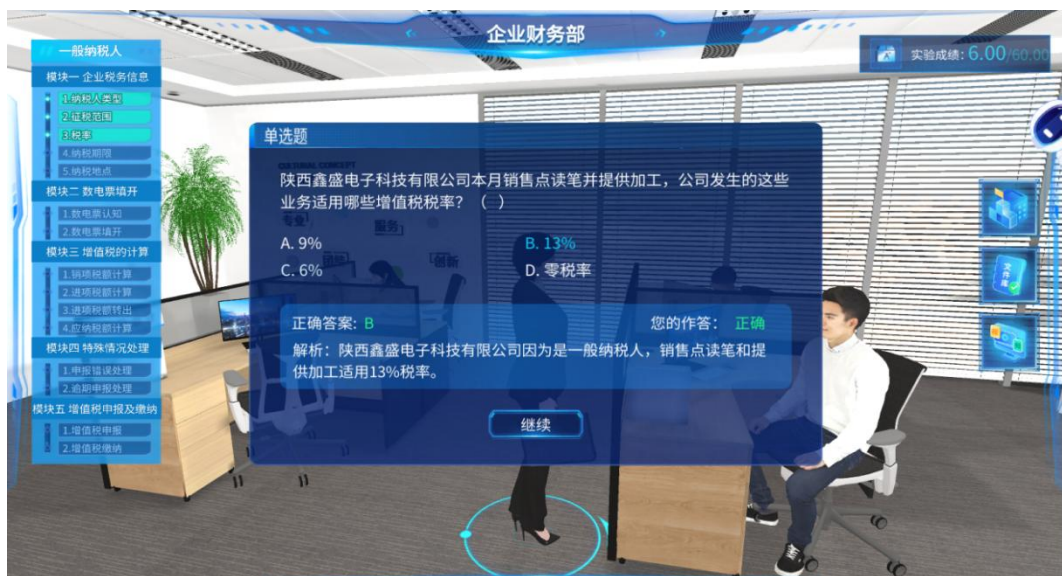 企业财务部
实验成绩: 6.00/60.00
一般纳税人
模块一 企业税务信息
1.纳税人类型
2.征税范围
3.税率
4.纳税期限
5.纳税地点
模块二 数电票填开
1.数电票认知
2.数电票填开
模块三 增值税的计算
1.销项税额计算
2.进项税额计算
3.进项税额转出
4.应纳税额计算
模块四 特殊情况处理
1.申报错误处理
2.逾期申报处理
模块五 增值税申报及缴纳
1.增值税申报
2.增值税缴纳
单选题
CULTURAL CONCEPT
陕西鑫盛电子科技有限公司本月销售点读笔并提供加工，公司发生的这些
业务适用哪些增值税税率？（ ）
专业
服务
A. 9%
B. 13%
团结
创新
C. 6%
D. 零税率
正确答案: B
您的作答： 正确
解析：陕西鑫盛电子科技有限公司因为是一般纳税人，销售点读笔和提
供加工适用13%税率。
继续
文件库